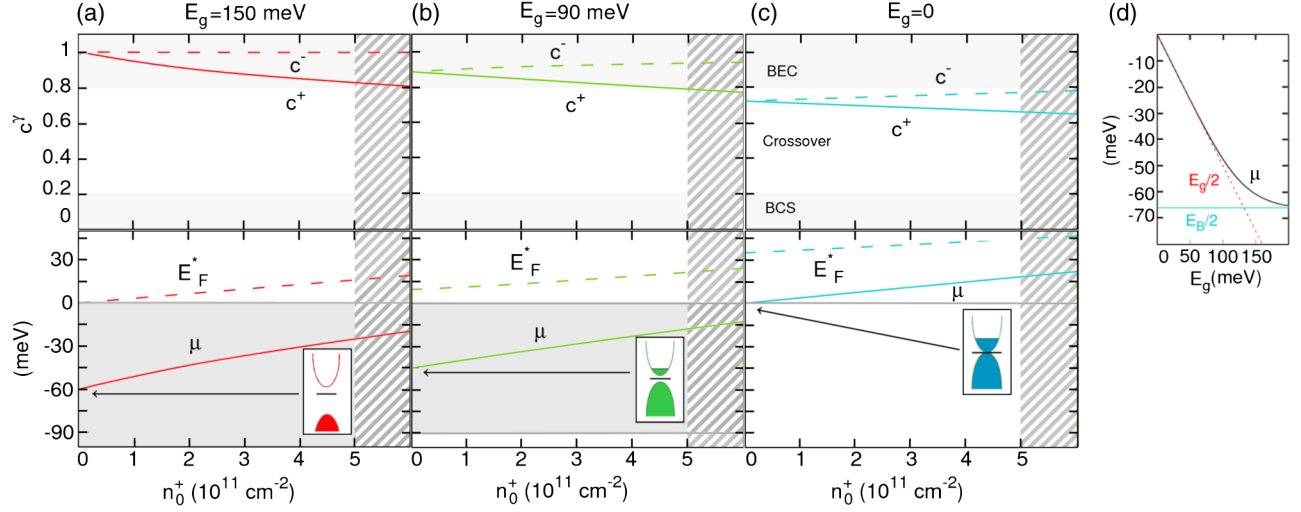 (a) E_g=150 meV
(b) E_g=90 meV
(c) E_g=0
(d)
c^γ
1
0.8
0.6
0.4
0.2
0
c^-
c^+
c^-
c^+
BEC
Crossover
BCS
c^-
c^+
(meV)
30
0
-30
-60
-90
E^*_F
μ
E^*_F
μ
E^*_F
μ
0 1 2 3 4 5
0 1 2 3 4 5
0 1 2 3 4 5
n^+_0 (10^11 cm^-2)
n^+_0 (10^11 cm^-2)
n^+_0 (10^11 cm^-2)
(meV)
-10
-20
-30
-40
-50
-60
-70
E_g/2
μ
E_B/2
0 50 100 150
E_g(meV)